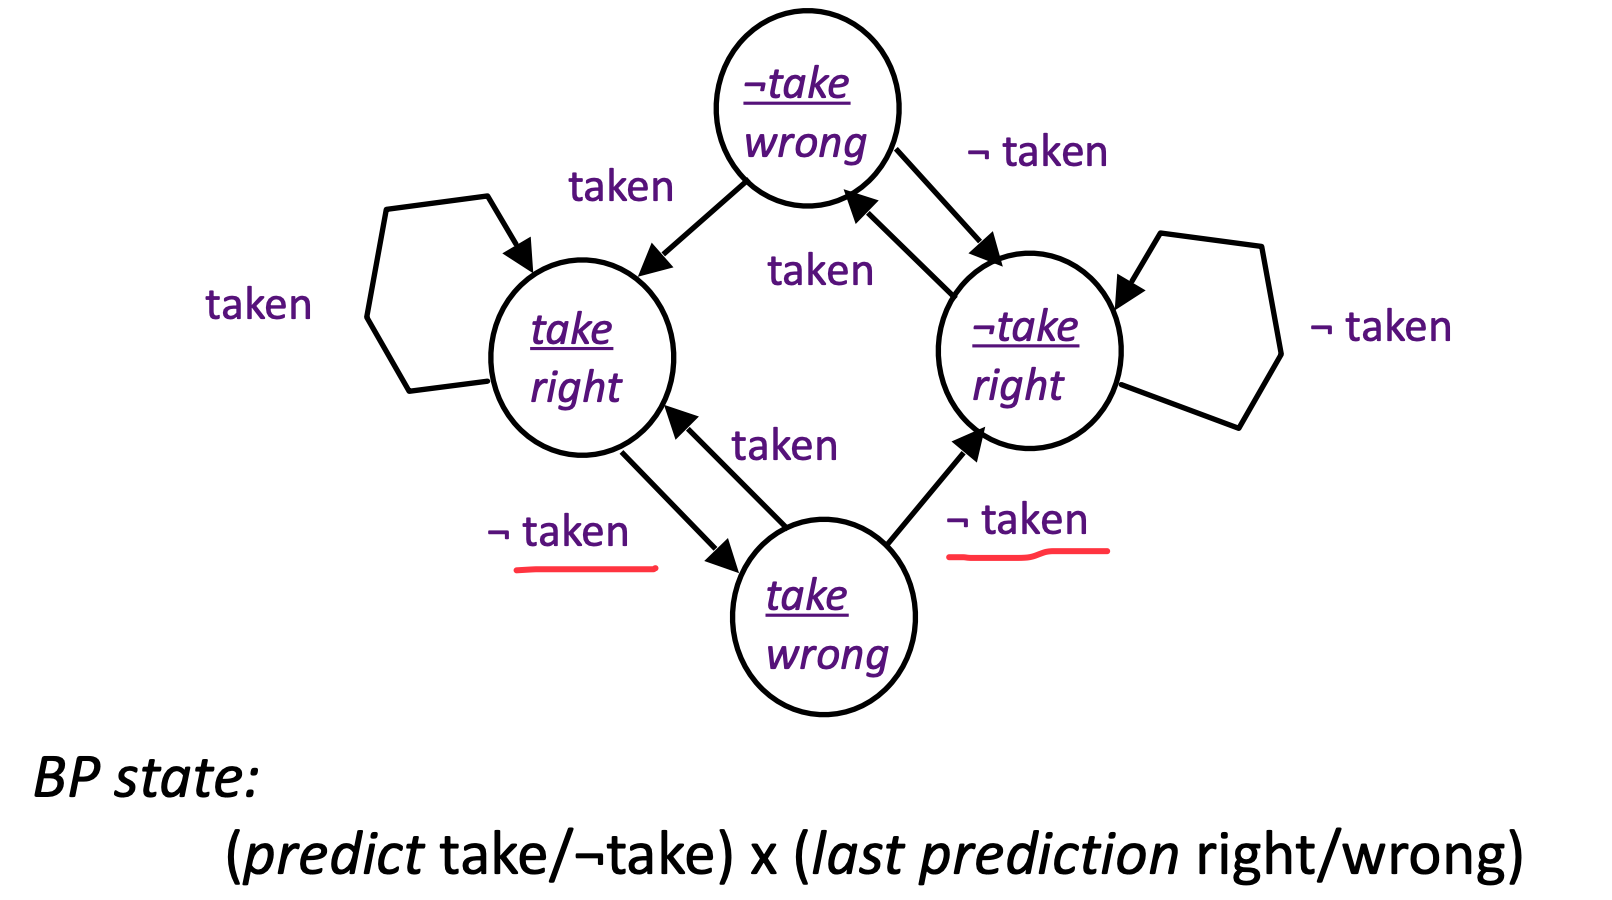 ¬take
wrong
¬ taken
taken
taken
taken
take
right
¬take
right
¬ taken
taken
¬ taken
¬ taken
take
wrong
BP state:
(predict take/¬take) x (last prediction right/wrong)